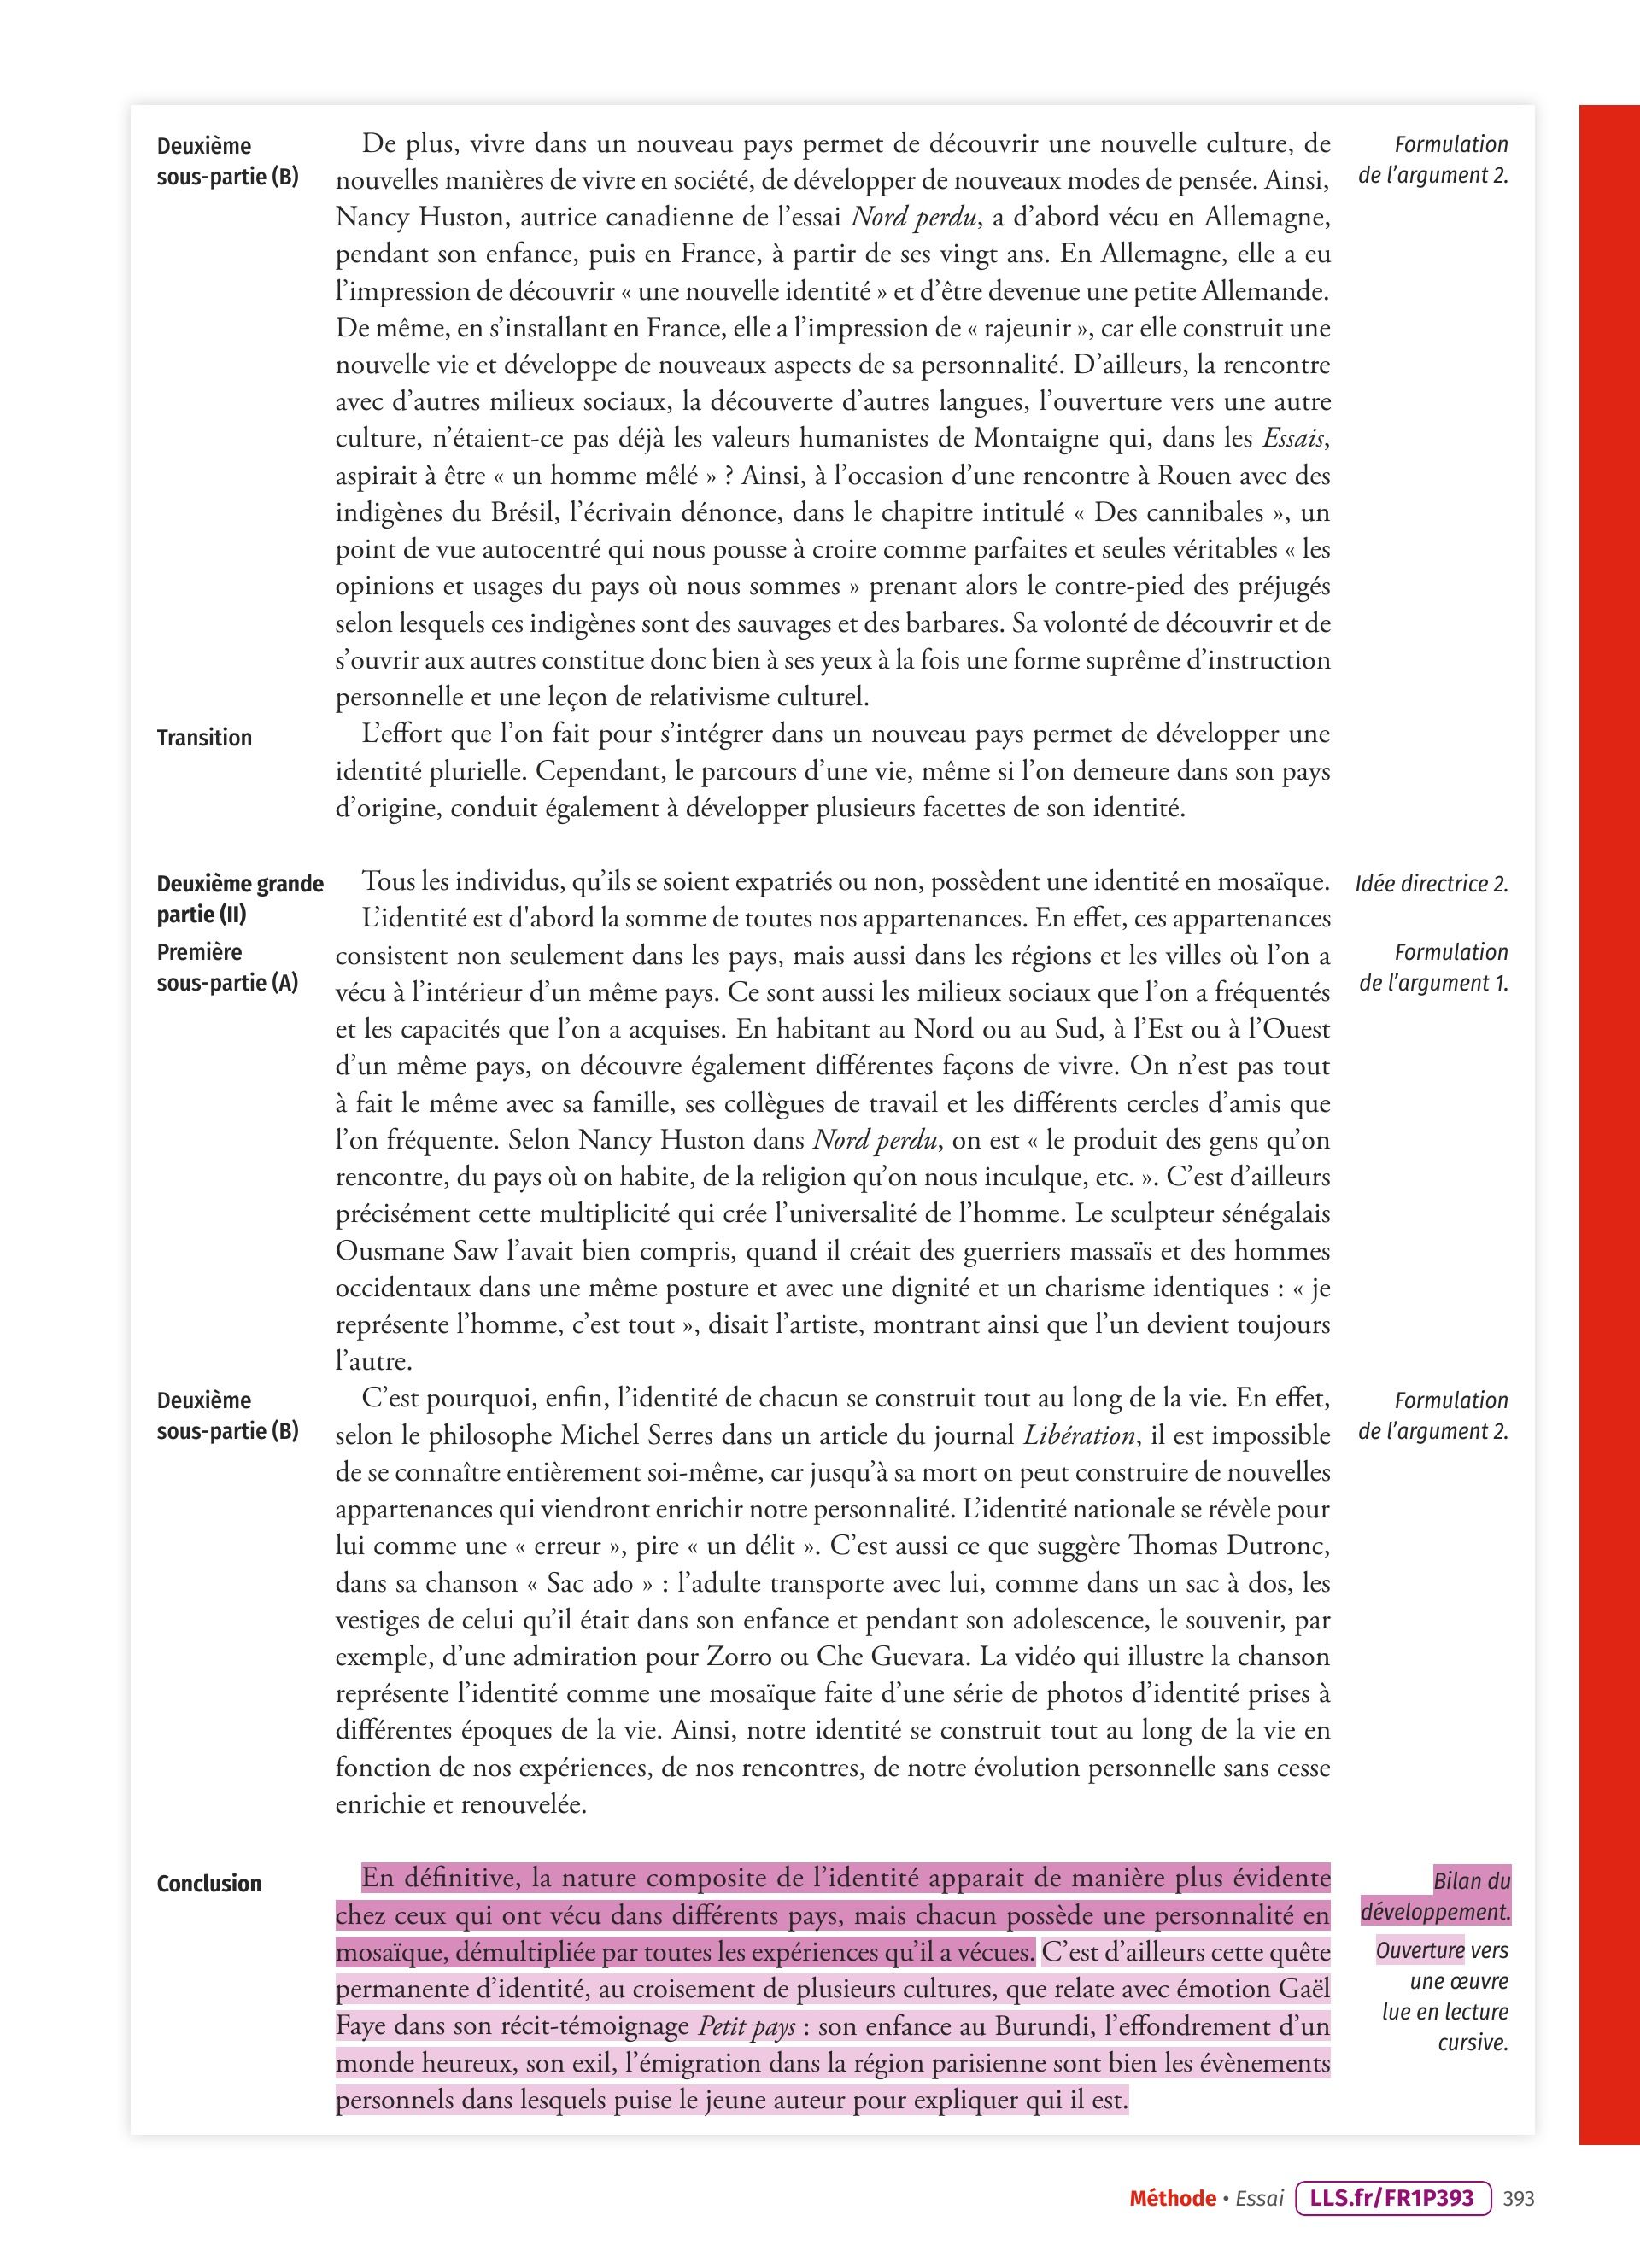 Deuxième
sous-partie (B)
De plus, vivre dans un nouveau pays permet de découvrir une nouvelle culture, de
nouvelles manières de vivre en société, de développer de nouveaux modes de pensée. Ainsi,
Nancy Huston, autrice canadienne de l’essai Nord perdu, a d’abord vécu en Allemagne,
pendant son enfance, puis en France, à partir de ses vingt ans. En Allemagne, elle a eu
l’impression de découvrir « une nouvelle identité » et d’être devenue une petite Allemande.
De même, en s’installant en France, elle a l’impression de « rajeunir », car elle construit une
nouvelle vie et développe de nouveaux aspects de sa personnalité. D’ailleurs, la rencontre
avec d’autres milieux sociaux, la découverte d’autres langues, l’ouverture vers une autre
culture, n’étaient-ce pas déjà les valeurs humanistes de Montaigne qui, dans les Essais,
aspirait à être « un homme mêlé » ? Ainsi, à l’occasion d’une rencontre à Rouen avec des
indigènes du Brésil, l’écrivain dénonce, dans le chapitre intitulé « Des cannibales », un
point de vue autocentré qui nous pousse à croire comme parfaites et seules véritables « les
opinions et usages du pays où nous sommes » prenant alors le contre-pied des préjugés
selon lesquels ces indigènes sont des sauvages et des barbares. Sa volonté de découvrir et de
s’ouvrir aux autres constitue donc bien à ses yeux à la fois une forme suprême d’instruction
personnelle et une leçon de relativisme culturel.
Formulation
de l’argument 2.
Transition
L’effort que l’on fait pour s’intégrer dans un nouveau pays permet de développer une
identité plurielle. Cependant, le parcours d’une vie, même si l’on demeure dans son pays
d’origine, conduit également à développer plusieurs facettes de son identité.
Deuxième grande
partie (II)
Tous les individus, qu’ils se soient expatriés ou non, possèdent une identité en mosaïque.
Idée directrice 2.
Première
sous-partie (A)
L’identité est d'abord la somme de toutes nos appartenances. En effet, ces appartenances
consistent non seulement dans les pays, mais aussi dans les régions et les villes où l’on a
vécu à l’intérieur d’un même pays. Ce sont aussi les milieux sociaux que l’on a fréquentés
et les capacités que l’on a acquises. En habitant au Nord ou au Sud, à l’Est ou à l’Ouest
d’un même pays, on découvre également différentes façons de vivre. On n’est pas tout
à fait le même avec sa famille, ses collègues de travail et les différents cercles d’amis que
l’on fréquente. Selon Nancy Huston dans Nord perdu, on est « le produit des gens qu’on
rencontre, du pays où on habite, de la religion qu’on nous inculque, etc. ». C’est d’ailleurs
précisément cette multiplicité qui crée l’universalité de l’homme. Le sculpteur sénégalais
Ousmane Saw l’avait bien compris, quand il créait des guerriers massaïs et des hommes
occidentaux dans une même posture et avec une dignité et un charisme identiques : « je
représente l’homme, c’est tout », disait l’artiste, montrant ainsi que l’un devient toujours
l’autre.
Formulation
de l’argument 1.
Deuxième
sous-partie (B)
C’est pourquoi, enfin, l’identité de chacun se construit tout au long de la vie. En effet,
selon le philosophe Michel Serres dans un article du journal Libération, il est impossible
de se connaître entièrement soi-même, car jusqu’à sa mort on peut construire de nouvelles
appartenances qui viendront enrichir notre personnalité. L’identité nationale se révèle pour
lui comme une « erreur », pire « un délit ». C’est aussi ce que suggère Thomas Dutronc,
dans sa chanson « Sac ado » : l’adulte transporte avec lui, comme dans un sac à dos, les
vestiges de celui qu’il était dans son enfance et pendant son adolescence, le souvenir, par
exemple, d’une admiration pour Zorro ou Che Guevara. La vidéo qui illustre la chanson
représente l’identité comme une mosaïque faite d’une série de photos d’identité prises à
différentes époques de la vie. Ainsi, notre identité se construit tout au long de la vie en
fonction de nos expériences, de nos rencontres, de notre évolution personnelle sans cesse
enrichie et renouvelée.
Formulation
de l’argument 2.
Conclusion
En définitive, la nature composite de l’identité apparait de manière plus évidente
chez ceux qui ont vécu dans différents pays, mais chacun possède une personnalité en
mosaïque, démultipliée par toutes les expériences qu’il a vécues. C’est d’ailleurs cette quête
permanente d’identité, au croisement de plusieurs cultures, que relate avec émotion Gaël
Faye dans son récit-témoignage Petit pays : son enfance au Burundi, l’effondrement d’un
monde heureux, son exil, l’émigration dans la région parisienne sont bien les évènements
personnels dans lesquels puise le jeune auteur pour expliquer qui il est.
Bilan du
développement.
Ouverture vers
une œuvre
lue en lecture
cursive.
Méthode • Essai LLS.fr/FR1P393 393